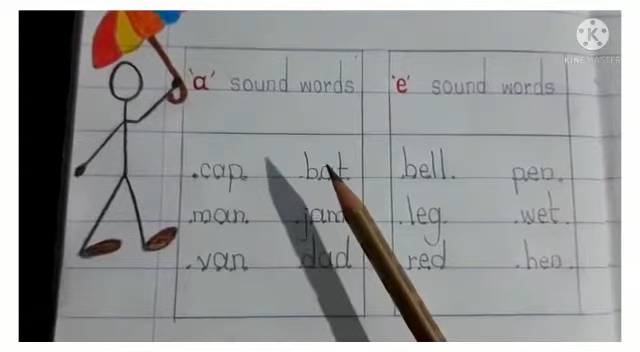 KINEMASTER
'a' sound words
.cap. .bat.
.man. .jam
.van dad
'e' sound words
.bell. pen.
.leg. .wet.
red .hen.